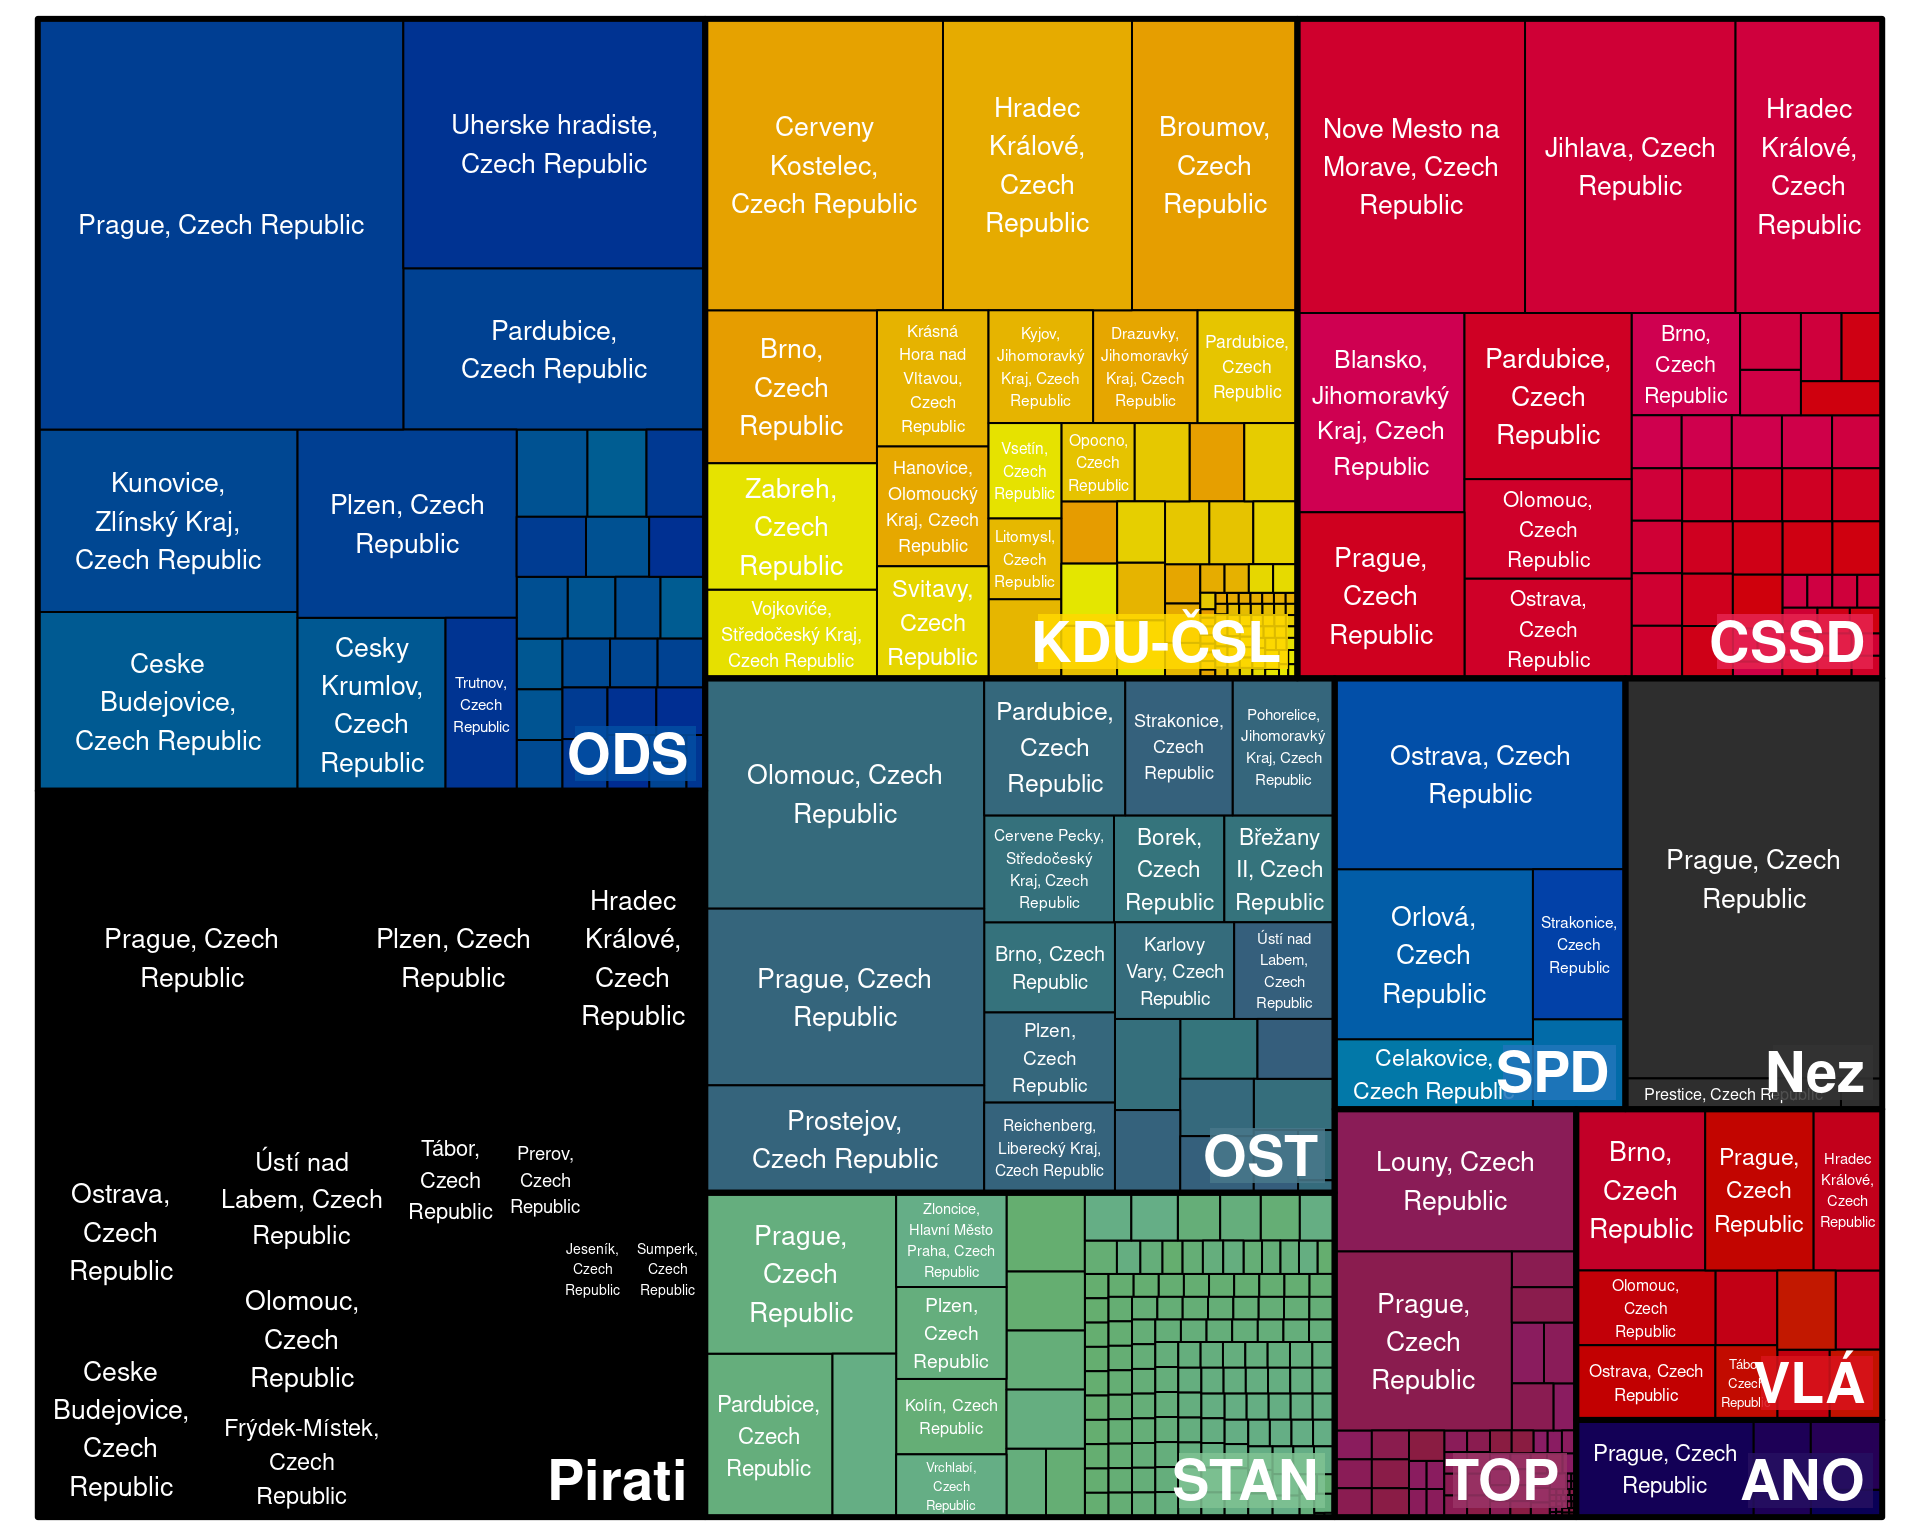 Prague, Czech Republic
Uherske hradiste,
Czech Republic
Pardubice,
Czech Republic
Kunovice,
Zlínský Kraj,
Czech Republic
Plzen, Czech
Republic
Ceske
Budejovice,
Czech Republic
Cesky
Krumlov,
Czech
Republic
Trutnov,
Czech
Republic
ODS
Cerveny
Kostelec,
Czech Republic
Hradec
Králové,
Czech
Republic
Broumov,
Czech
Republic
Brno,
Czech
Republic
Krásná
Hora nad
Vltavou,
Czech
Republic
Kyjov,
Jihomoravký
Kraj, Czech
Republic
Drazuvky,
Jihomoravký
Kraj, Czech
Republic
Pardubice,
Czech
Republic
Zabreh,
Czech
Republic
Hanovice,
Olomoucký
Kraj, Czech
Republic
Vsetín,
Czech
Republic
Opocno,
Czech
Republic
Litomysl,
Czech
Republic
Vojkoviće,
Středočeský Kraj,
Czech Republic
Svitavy,
Czech
Republic
KDU-ČSL
Nove Mesto na
Morave, Czech
Republic
Jihlava, Czech
Republic
Hradec
Králové,
Czech
Republic
Blansko,
Jihomoravký
Kraj, Czech
Republic
Pardubice,
Czech
Republic
Brno,
Czech
Republic
Prague,
Czech
Republic
Olomouc,
Czech
Republic
Ostrava,
Czech
Republic
CSSD
Prague, Czech
Republic
Plzen, Czech
Republic
Hradec
Králové,
Czech
Republic
Ostrava,
Czech
Republic
Ústí nad
Labem, Czech
Republic
Tábor,
Czech
Republic
Prerov,
Czech
Republic
Jeseník,
Czech
Republic
Sumperk,
Czech
Republic
Olomouc,
Czech
Republic
Ceske
Budejovice,
Czech
Republic
Frýdek-Místek,
Czech
Republic
Pirati
Olomouc, Czech
Republic
Pardubice,
Czech
Republic
Strakonice,
Czech
Republic
Pohorelice,
Jihomoravký
Kraj, Czech
Republic
Cervene Pecky,
Středočeský
Kraj, Czech
Republic
Borek,
Czech
Republic
Břežany
II, Czech
Republic
Prague, Czech
Republic
Brno, Czech
Republic
Karlovy
Vary, Czech
Republic
Ústí nad
Labem,
Czech
Republic
Plzen,
Czech
Republic
Prostejov,
Czech Republic
Reichenberg,
Liberecký Kraj,
Czech Republic
OST
Ostrava, Czech
Republic
Orlová,
Czech
Republic
Strakonice,
Czech
Republic
Celakovice,
Czech Republic
SPD
Prague, Czech
Republic
Prestice, Czech Republic
Nez
Prague,
Czech
Republic
Zloncice,
Hlavní Město
Praha, Czech
Republic
Plzen,
Czech
Republic
Pardubice,
Czech
Republic
Kolín, Czech
Republic
Vrchlabí,
Czech
Republic
STAN
Louny, Czech
Republic
Prague,
Czech
Republic
TOP
Brno,
Czech
Republic
Prague,
Czech
Republic
Hradec
Králové,
Czech
Republic
Olomouc,
Czech
Republic
Ostrava, Czech
Republic
Tábor,
Czech
Republic
VLÁ
Prague, Czech
Republic
ANO